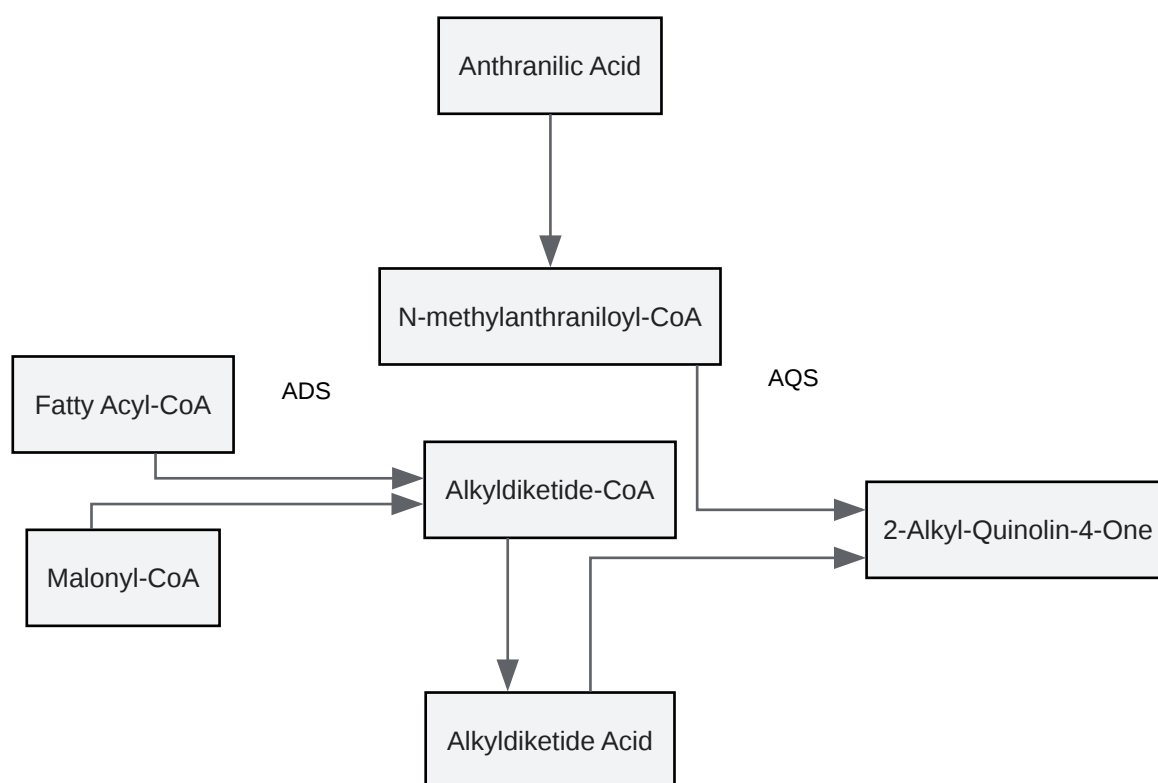 Anthranilic Acid
N-methylanthraniloyl-CoA
Fatty Acyl-CoA
ADS
AQS
Alkyldiketide-CoA
2-Alkyl-Quinolin-4-One
Malonyl-CoA
Alkyldiketide Acid